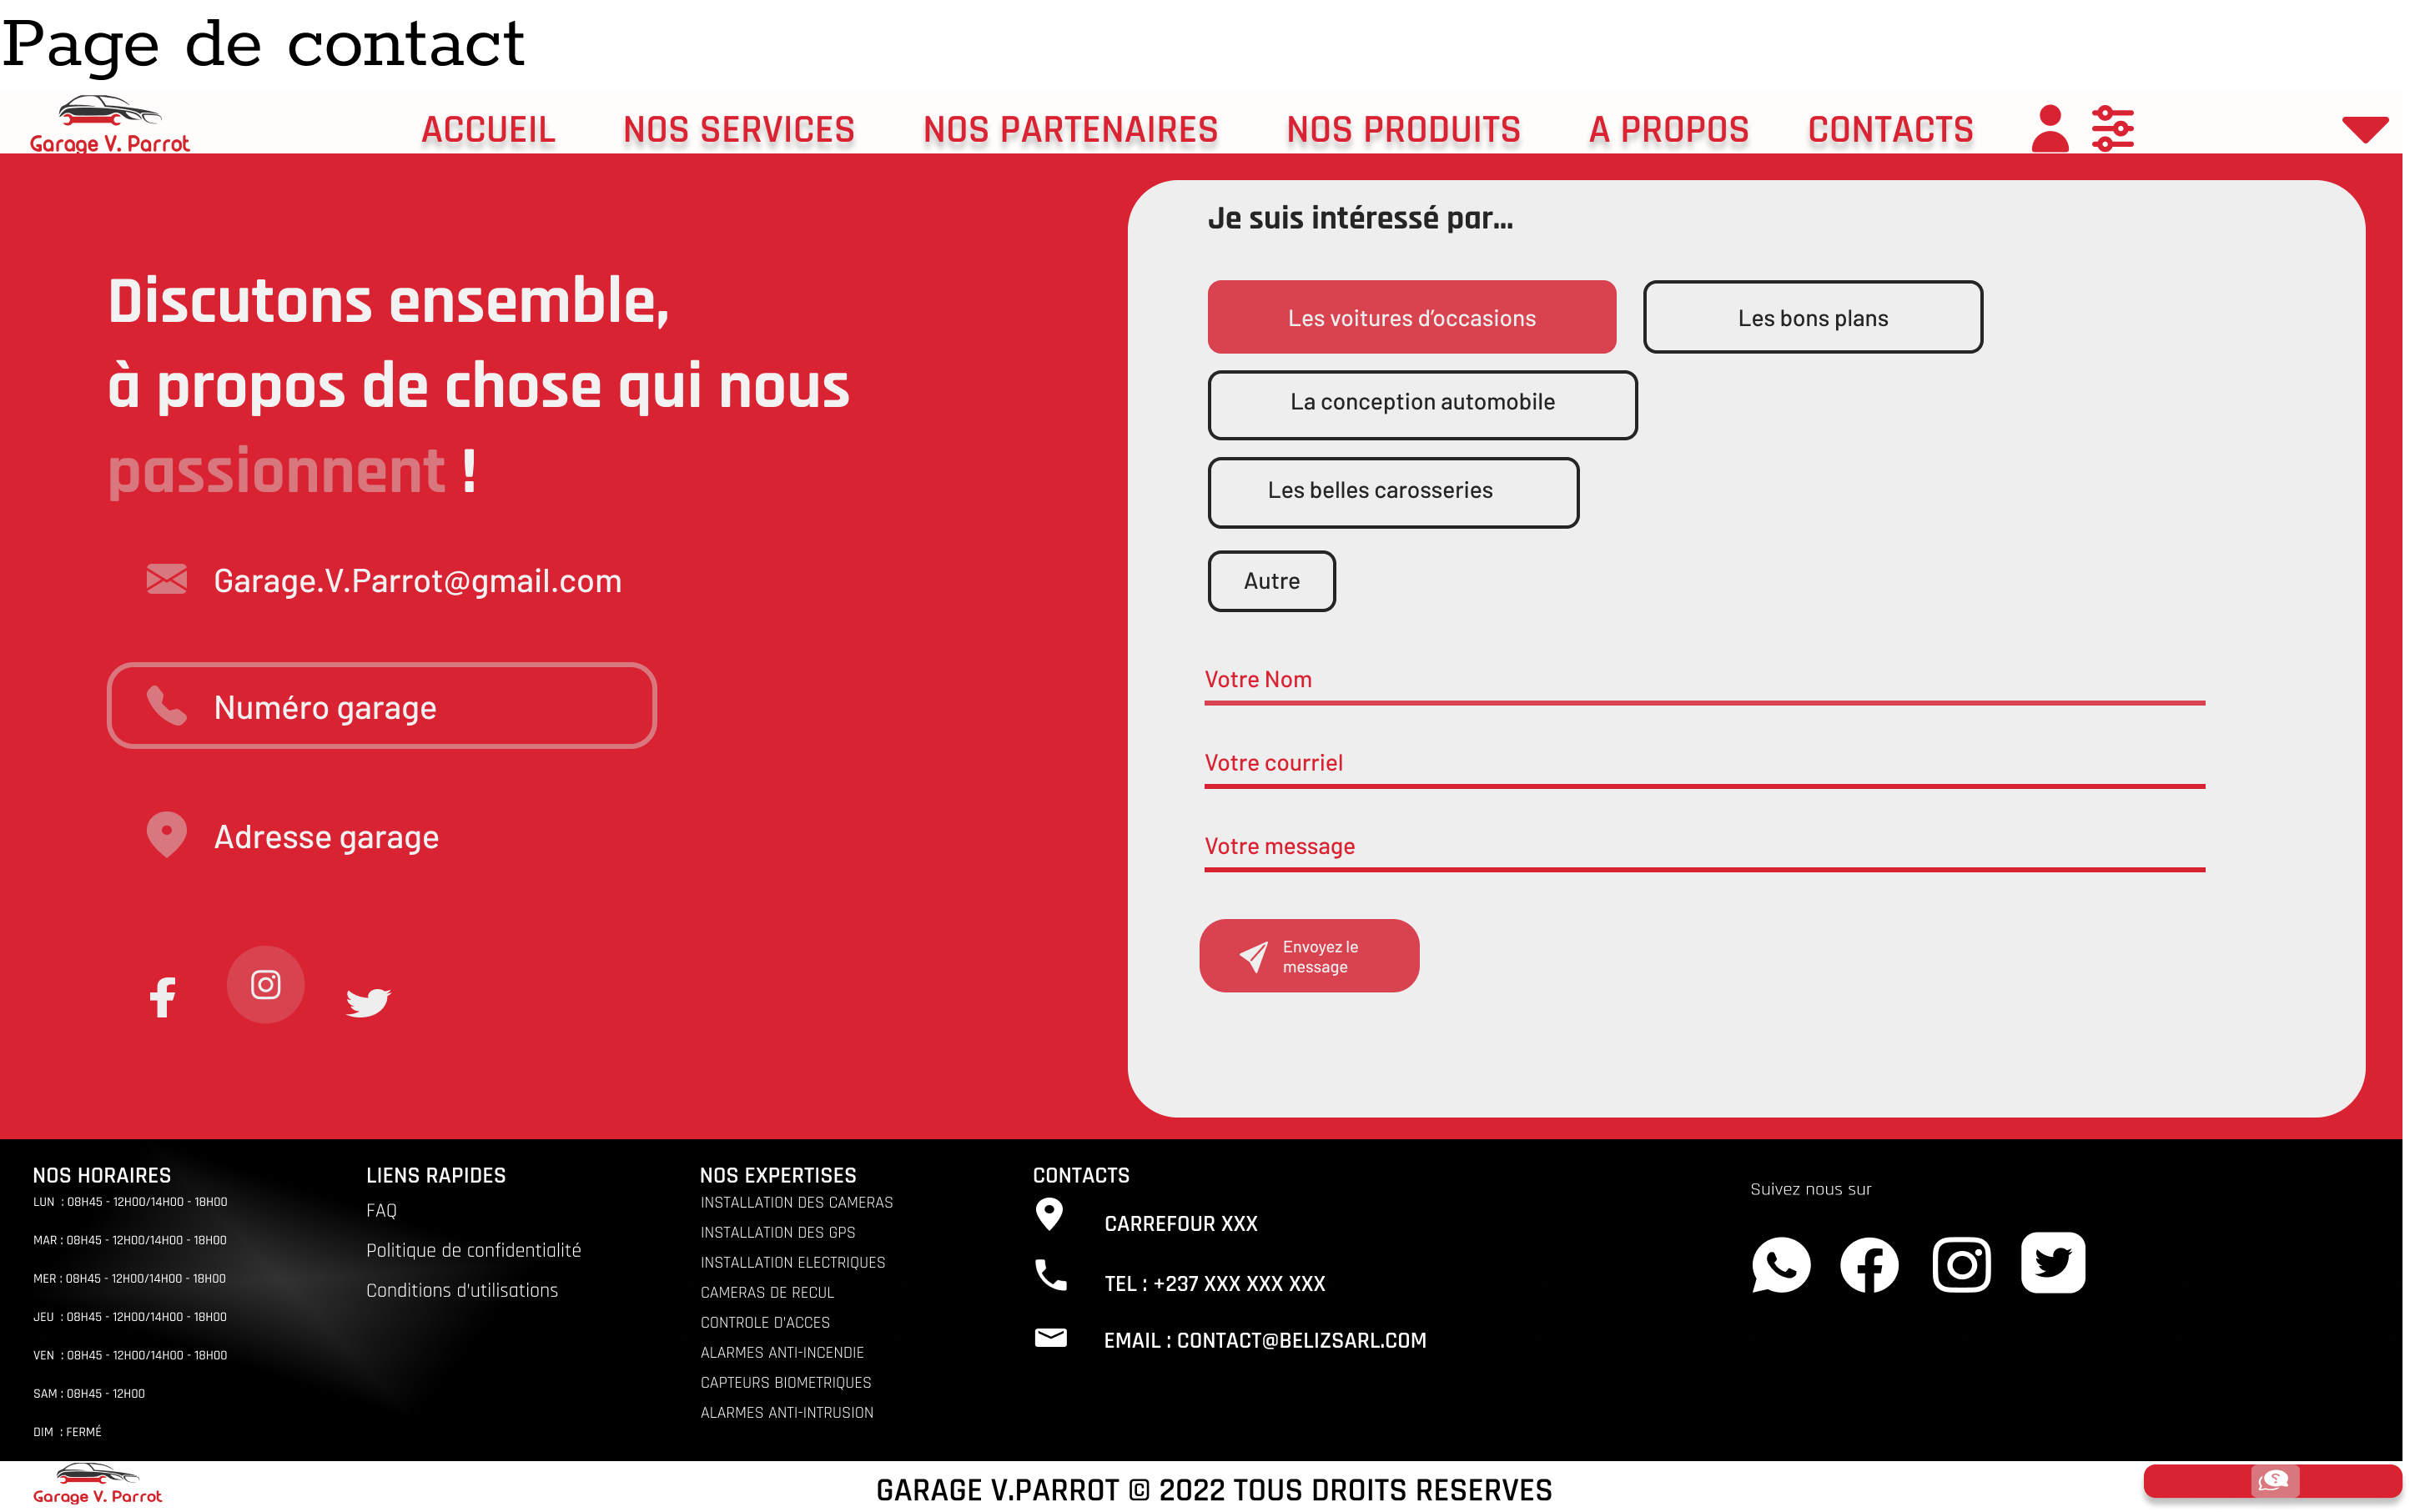 Page de contact
Garage V. Parrot
ACCUEIL NOS SERVICES NOS PARTENAIRES NOS PRODUITS A PROPOS CONTACTS
Discutons ensemble,
à propos de chose qui nous
passionnent !
Garage.V.Parrot@gmail.com
Numéro garage
Adresse garage
Je suis intéressé par...
Les voitures d’occasions
Les bons plans
La conception automobile
Les belles carosseries
Autre
Votre Nom
Votre courriel
Votre message
Envoyez le
message
NOS HORAIRES
LUN : 08H45 - 12H00/14H00 - 18H00
MAR : 08H45 - 12H00/14H00 - 18H00
MER : 08H45 - 12H00/14H00 - 18H00
JEU : 08H45 - 12H00/14H00 - 18H00
VEN : 08H45 - 12H00/14H00 - 18H00
SAM : 08H45 - 12H00
DIM : FERMÉ
LIENS RAPIDES
FAQ
Politique de confidentialité
Conditions d'utilisations
NOS EXPERTISES
INSTALLATION DES CAMERAS
INSTALLATION DES GPS
INSTALLATION ELECTRIQUES
CAMERAS DE RECUL
CONTROLE D'ACCES
ALARMES ANTI-INCENDIE
CAPTEURS BIOMETRIQUES
ALARMES ANTI-INTRUSION
CONTACTS
CARREFOUR XXX
TEL : +237 XXX XXX XXX
EMAIL : CONTACT@BELIZSARL.COM
Suivez nous sur
Garage V. Parrot
GARAGE V.PARROT © 2022 TOUS DROITS RESERVES